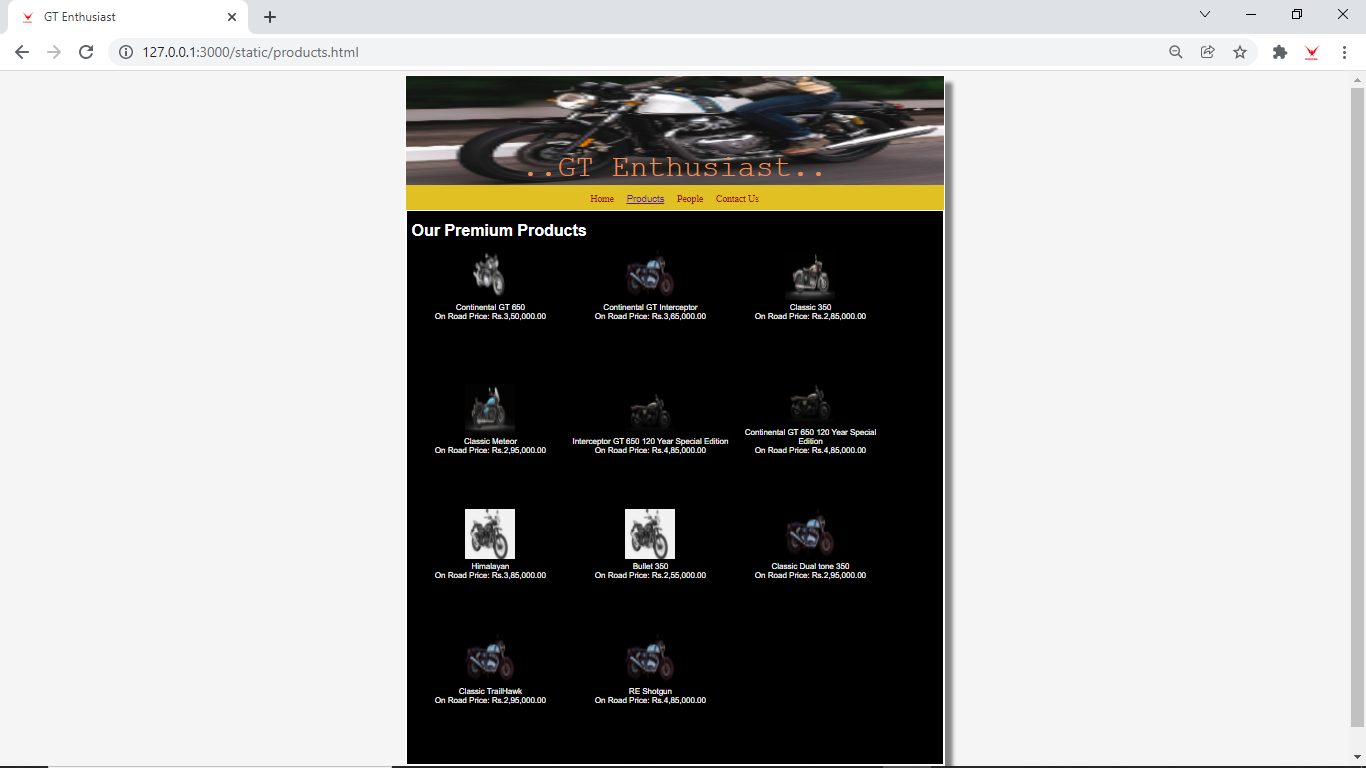 GT Enthusiast
127.0.0.1:3000/static/products.html
..GT Enthusiast..
Home Products People Contact Us
Our Premium Products
Continental GT 650
On Road Price: Rs.3,50,000.00
Continental GT Interceptor
On Road Price: Rs.3,65,000.00
Classic 350
On Road Price: Rs.2,85,000.00
Classic Meteor
On Road Price: Rs.2,95,000.00
Interceptor GT 650 120 Year Special Edition
On Road Price: Rs.4,85,000.00
Continental GT 650 120 Year Special
Edition
On Road Price: Rs.4,85,000.00
Himalayan
On Road Price: Rs.3,85,000.00
Bullet 350
On Road Price: Rs.2,55,000.00
Classic Dual tone 350
On Road Price: Rs.2,95,000.00
Classic TrailHawk
On Road Price: Rs.2,95,000.00
RE Shotgun
On Road Price: Rs.4,85,000.00